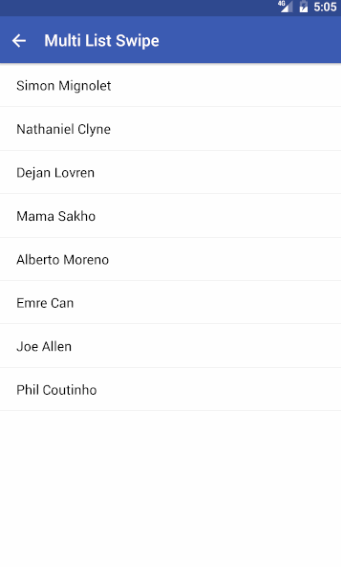 4G 5:05
Multi List Swipe
Simon Mignolet
Nathaniel Clyne
Dejan Lovren
Mama Sakho
Alberto Moreno
Emre Can
Joe Allen
Phil Coutinho